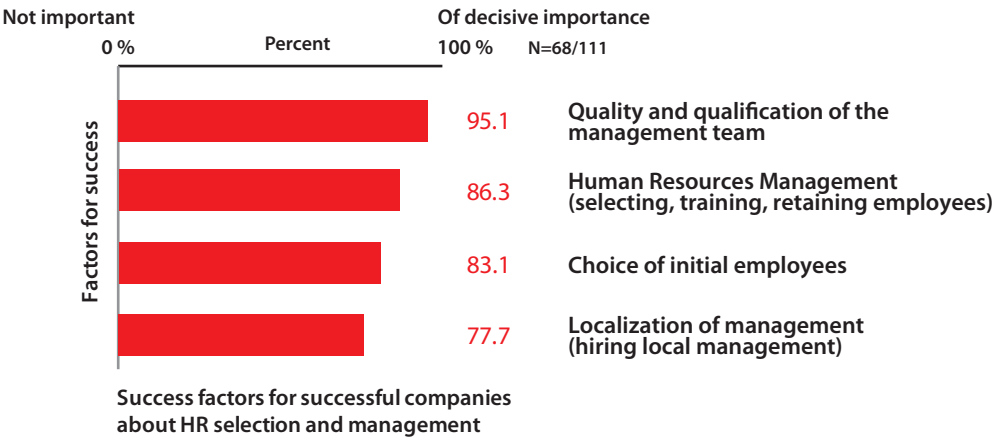 Not important
Of decisive importance
0 %
Percent
100 %
N=68/111
Factors for success
95.1
Quality and qualification of the
management team
86.3
Human Resources Management
(selecting, training, retaining employees)
83.1
Choice of initial employees
77.7
Localization of management
(hiring local management)
Success factors for successful companies
about HR selection and management